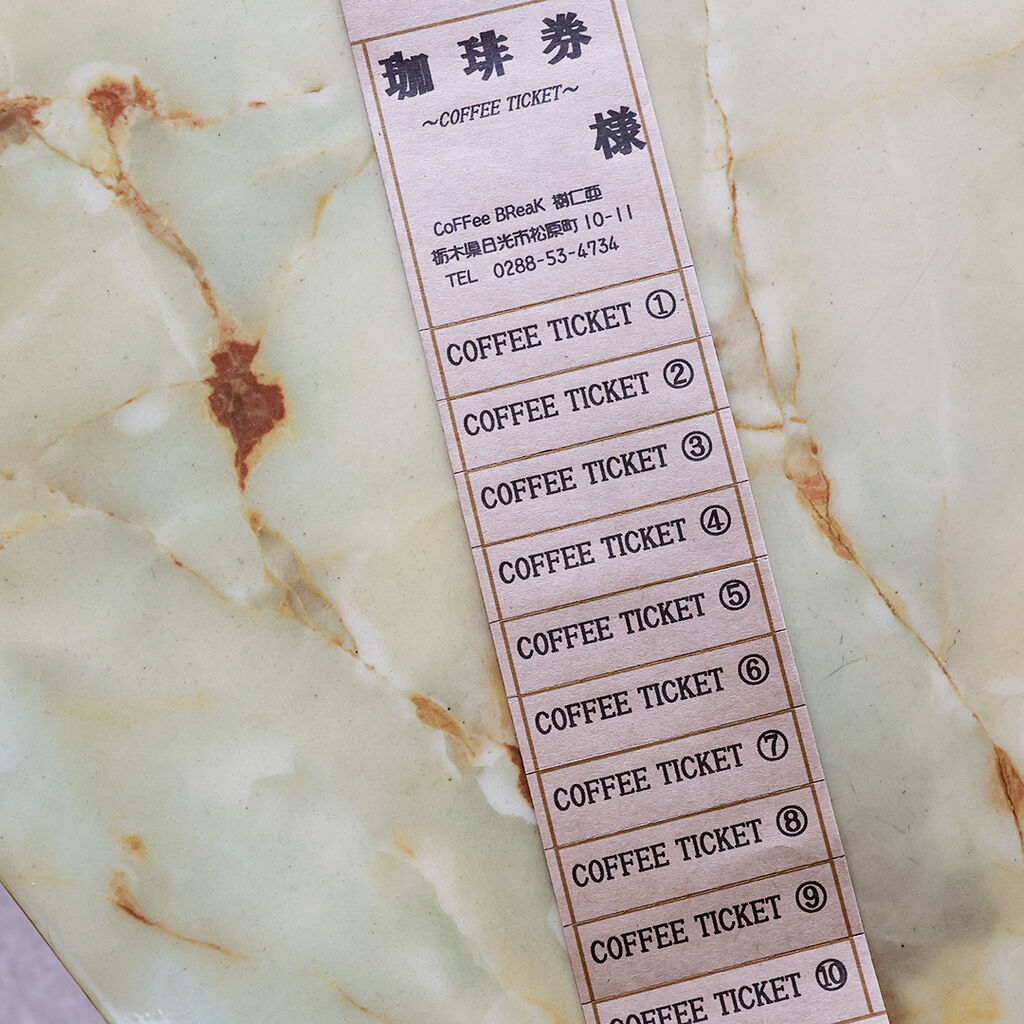 珈琲券
～COFFEE TICKET～
様
CoFFee BReaK 樹仁亜
栃木県日光市松原町 10-11
TEL 0288-53-4734
COFFEE TICKET ①
COFFEE TICKET ②
COFFEE TICKET ③
COFFEE TICKET ④
COFFEE TICKET ⑤
COFFEE TICKET ⑥
COFFEE TICKET ⑦
COFFEE TICKET ⑧
COFFEE TICKET ⑨
COFFEE TICKET ⑩